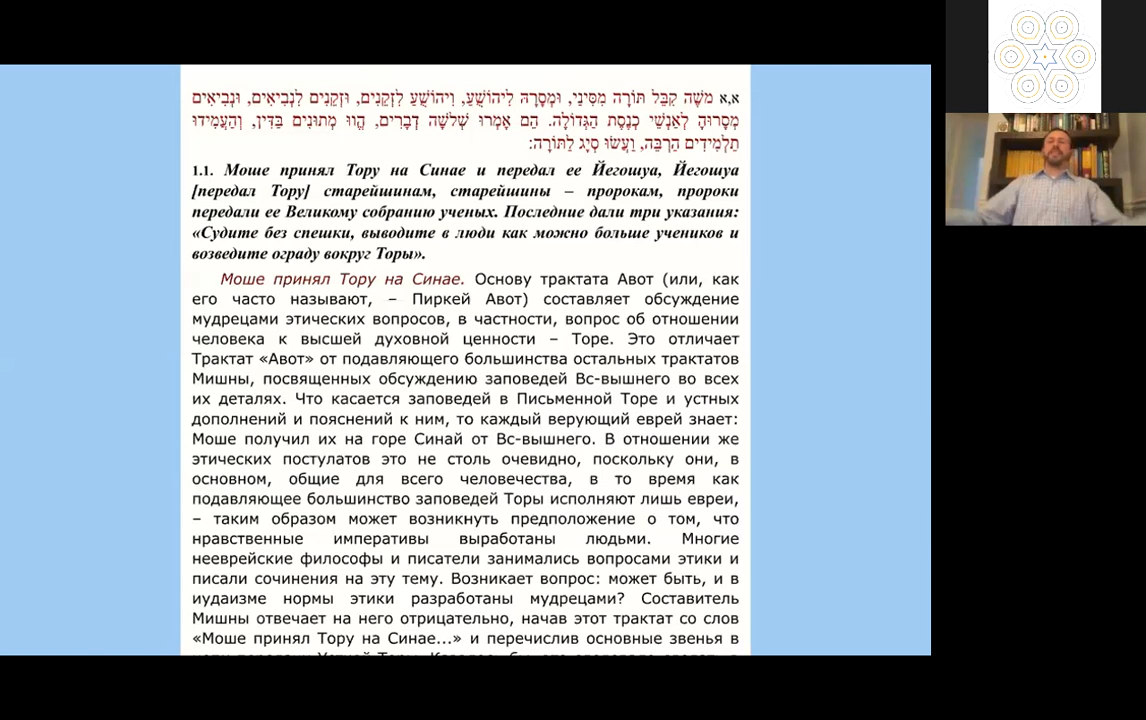 א,א מֹשֶׁה קִבֵּל תּוֹרָה מִסִּינַי, וּמְסָרָהּ לִיהוֹשֻׁעַ, וִיהוֹשֻׁעַ לִזְקֵנִים, וּזְקֵנִים לִנְבִיאִים, וּנְבִיאִים
מְסָרוּהָ לְאַנְשֵׁי כְנֶסֶת הַגְּדוֹלָה. הֵם אָמְרוּ שְׁלֹשָׁה דְבָרִים, הֱווּ מְתוּנִים בַּדִּין, וְהַעֲמִידוּ
תַלְמִידִים הַרְבֵּה, וַעֲשׂוּ סְיָג לַתּוֹרָה:
1.1. Моше принял Тору на Синае и передал ее Йегошуа, Йегошуа
[передал Тору] старейшинам, старейшины – пророкам, пророки
передали ее Великому собранию ученых. Последние дали три указания:
«Судите без спешки, выводите в люди как можно больше учеников и
возведите ограду вокруг Торы».
Моше принял Тору на Синае. Основу трактата Авот (или, как
его часто называют, – Пиркей Авот) составляет обсуждение
мудрецами этических вопросов, в частности, вопрос об отношении
человека к высшей духовной ценности – Торе. Это отличает
Трактат «Авот» от подавляющего большинства остальных трактатов
Мишны, посвященных обсуждению заповедей Вс-вышнего во всех
их деталях. Что касается заповедей в Письменной Торе и устных
дополнений и пояснений к ним, то каждый верующий еврей знает:
Моше получил их на горе Синай от Вс-вышнего. В отношении же
этических постулатов это не столь очевидно, поскольку они, в
основном, общие для всего человечества, в то время как
подавляющее большинство заповедей Торы исполняют лишь евреи,
– таким образом может возникнуть предположение о том, что
нравственные императивы выработаны людьми. Многие
нееврейские философы и писатели занимались вопросами этики и
писали сочинения на эту тему. Возникает вопрос: может быть, и в
иудаизме нормы этики разработаны мудрецами? Составитель
Мишны отвечает на него отрицательно, начав этот трактат со слов
«Моше принял Тору на Синае...» и перечислив основные звенья в